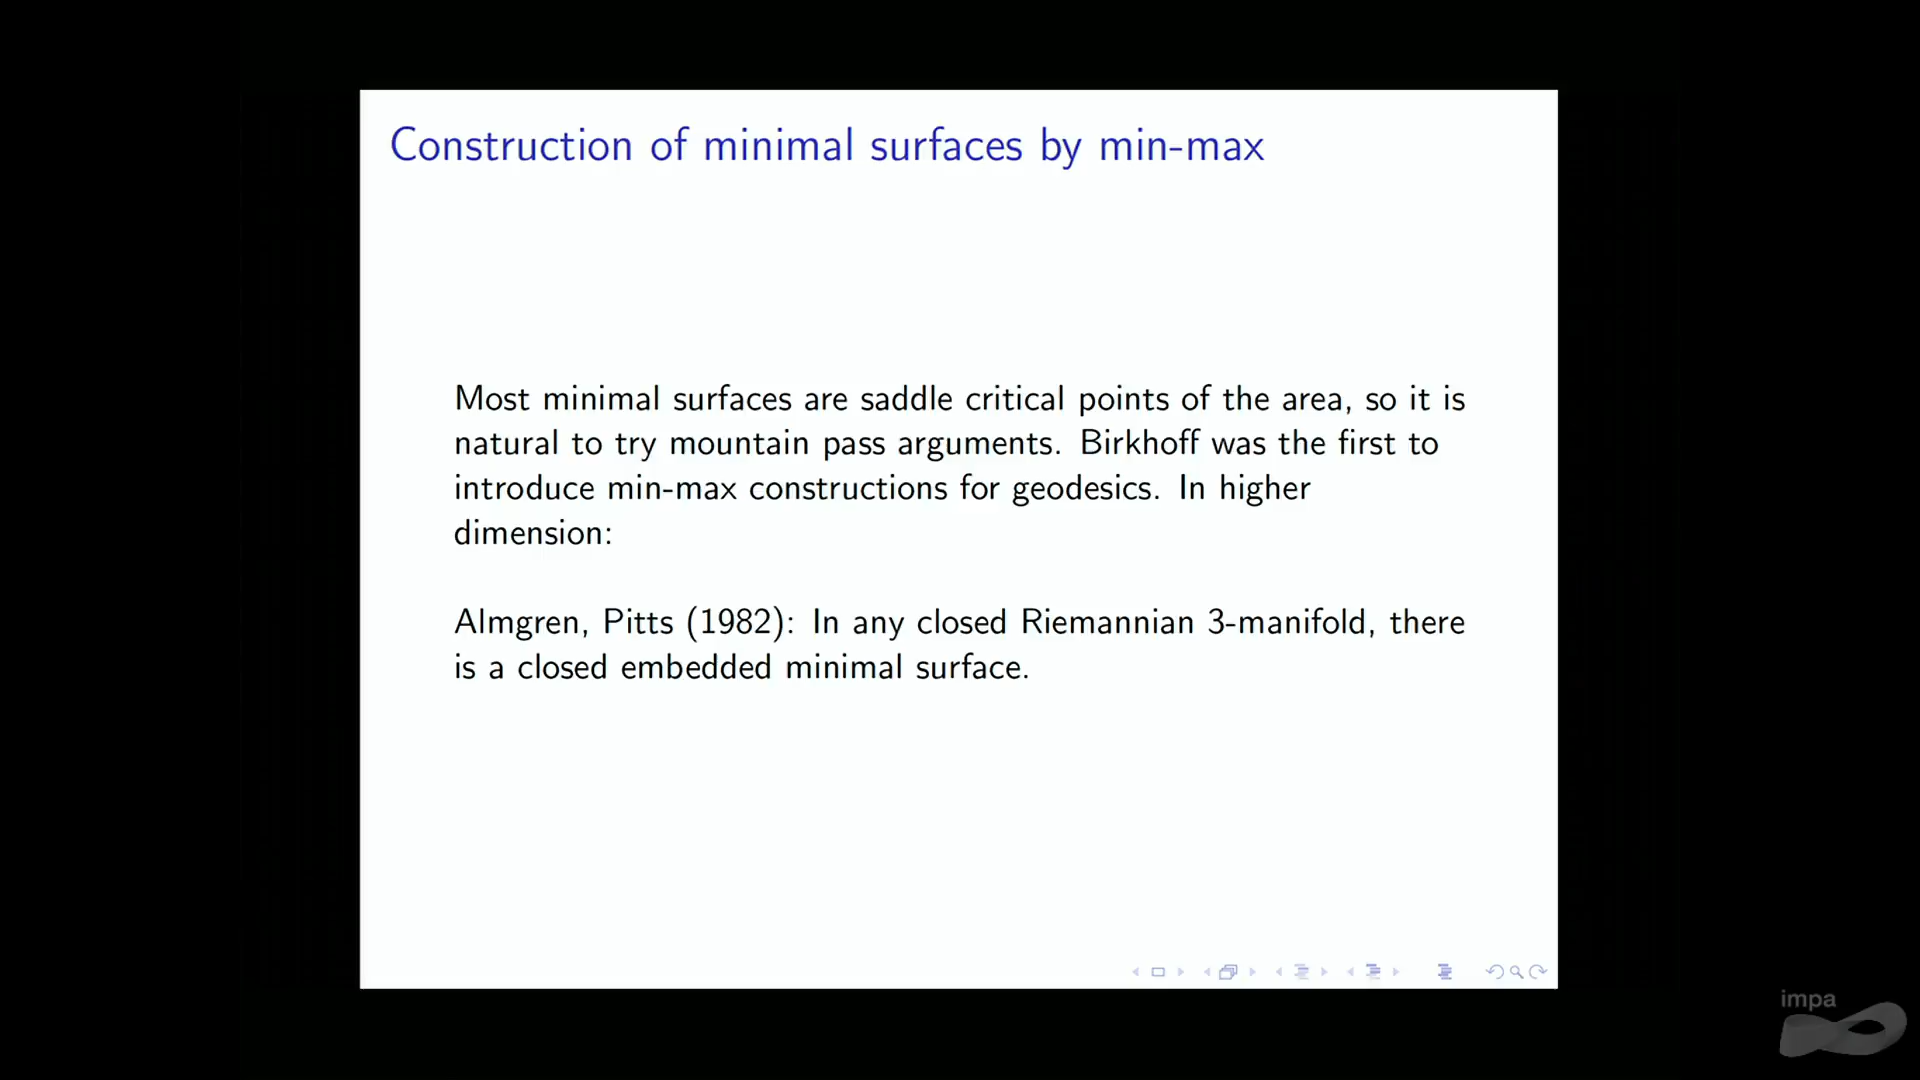 Construction of minimal surfaces by min-max
Most minimal surfaces are saddle critical points of the area, so it is
natural to try mountain pass arguments. Birkhoff was the first to
introduce min-max constructions for geodesics. In higher
dimension:
Almgren, Pitts (1982): In any closed Riemannian 3-manifold, there
is a closed embedded minimal surface.
impa